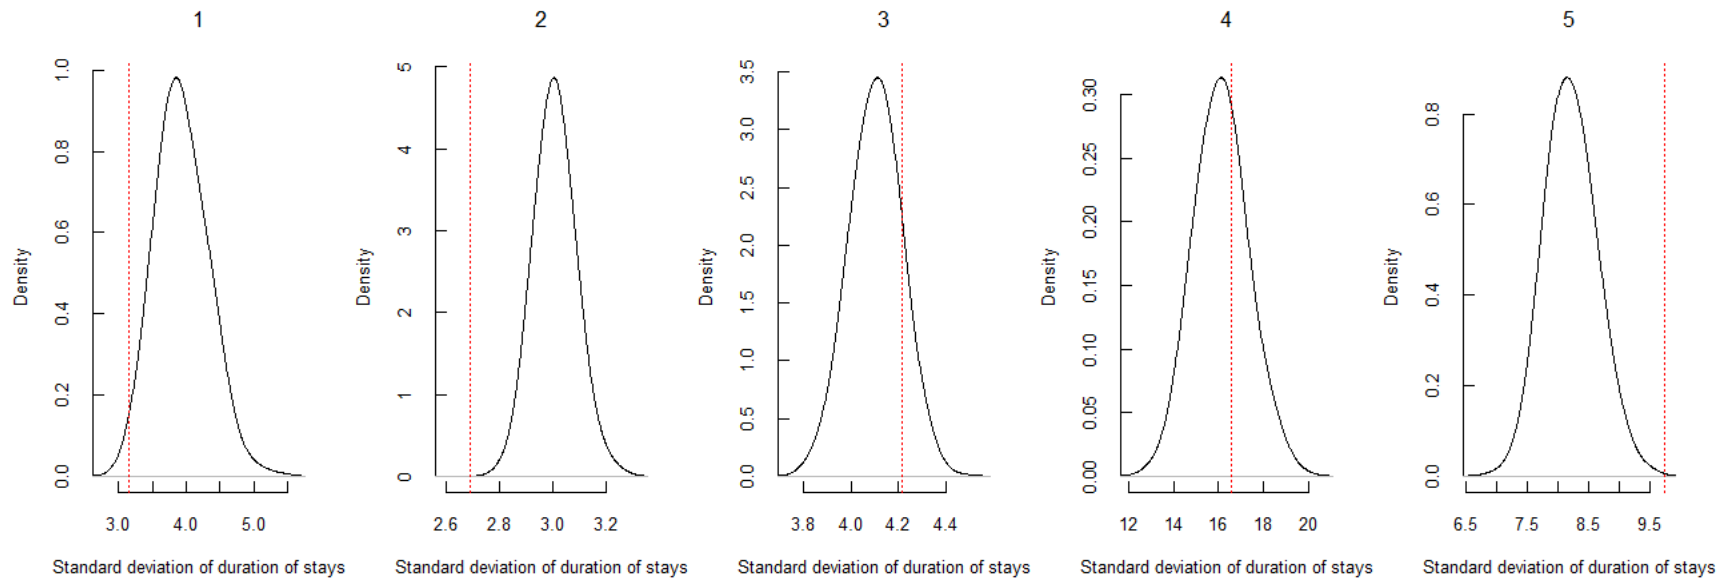 1
Density
0.0 0.2 0.4 0.6 0.8 1.0
3.0 4.0 5.0
Standard deviation of duration of stays
2
Density
0 1 2 3 4 5
2.6 2.8 3.0 3.2
Standard deviation of duration of stays
3
Density
0.0 0.5 1.0 1.5 2.0 2.5 3.0 3.5
3.8 4.0 4.2 4.4
Standard deviation of duration of stays
4
Density
0.00 0.05 0.10 0.15 0.20 0.25 0.30
12 14 16 18 20
Standard deviation of duration of stays
5
Density
0.0 0.2 0.4 0.6 0.8
6.5 7.5 8.5 9.5
Standard deviation of duration of stays